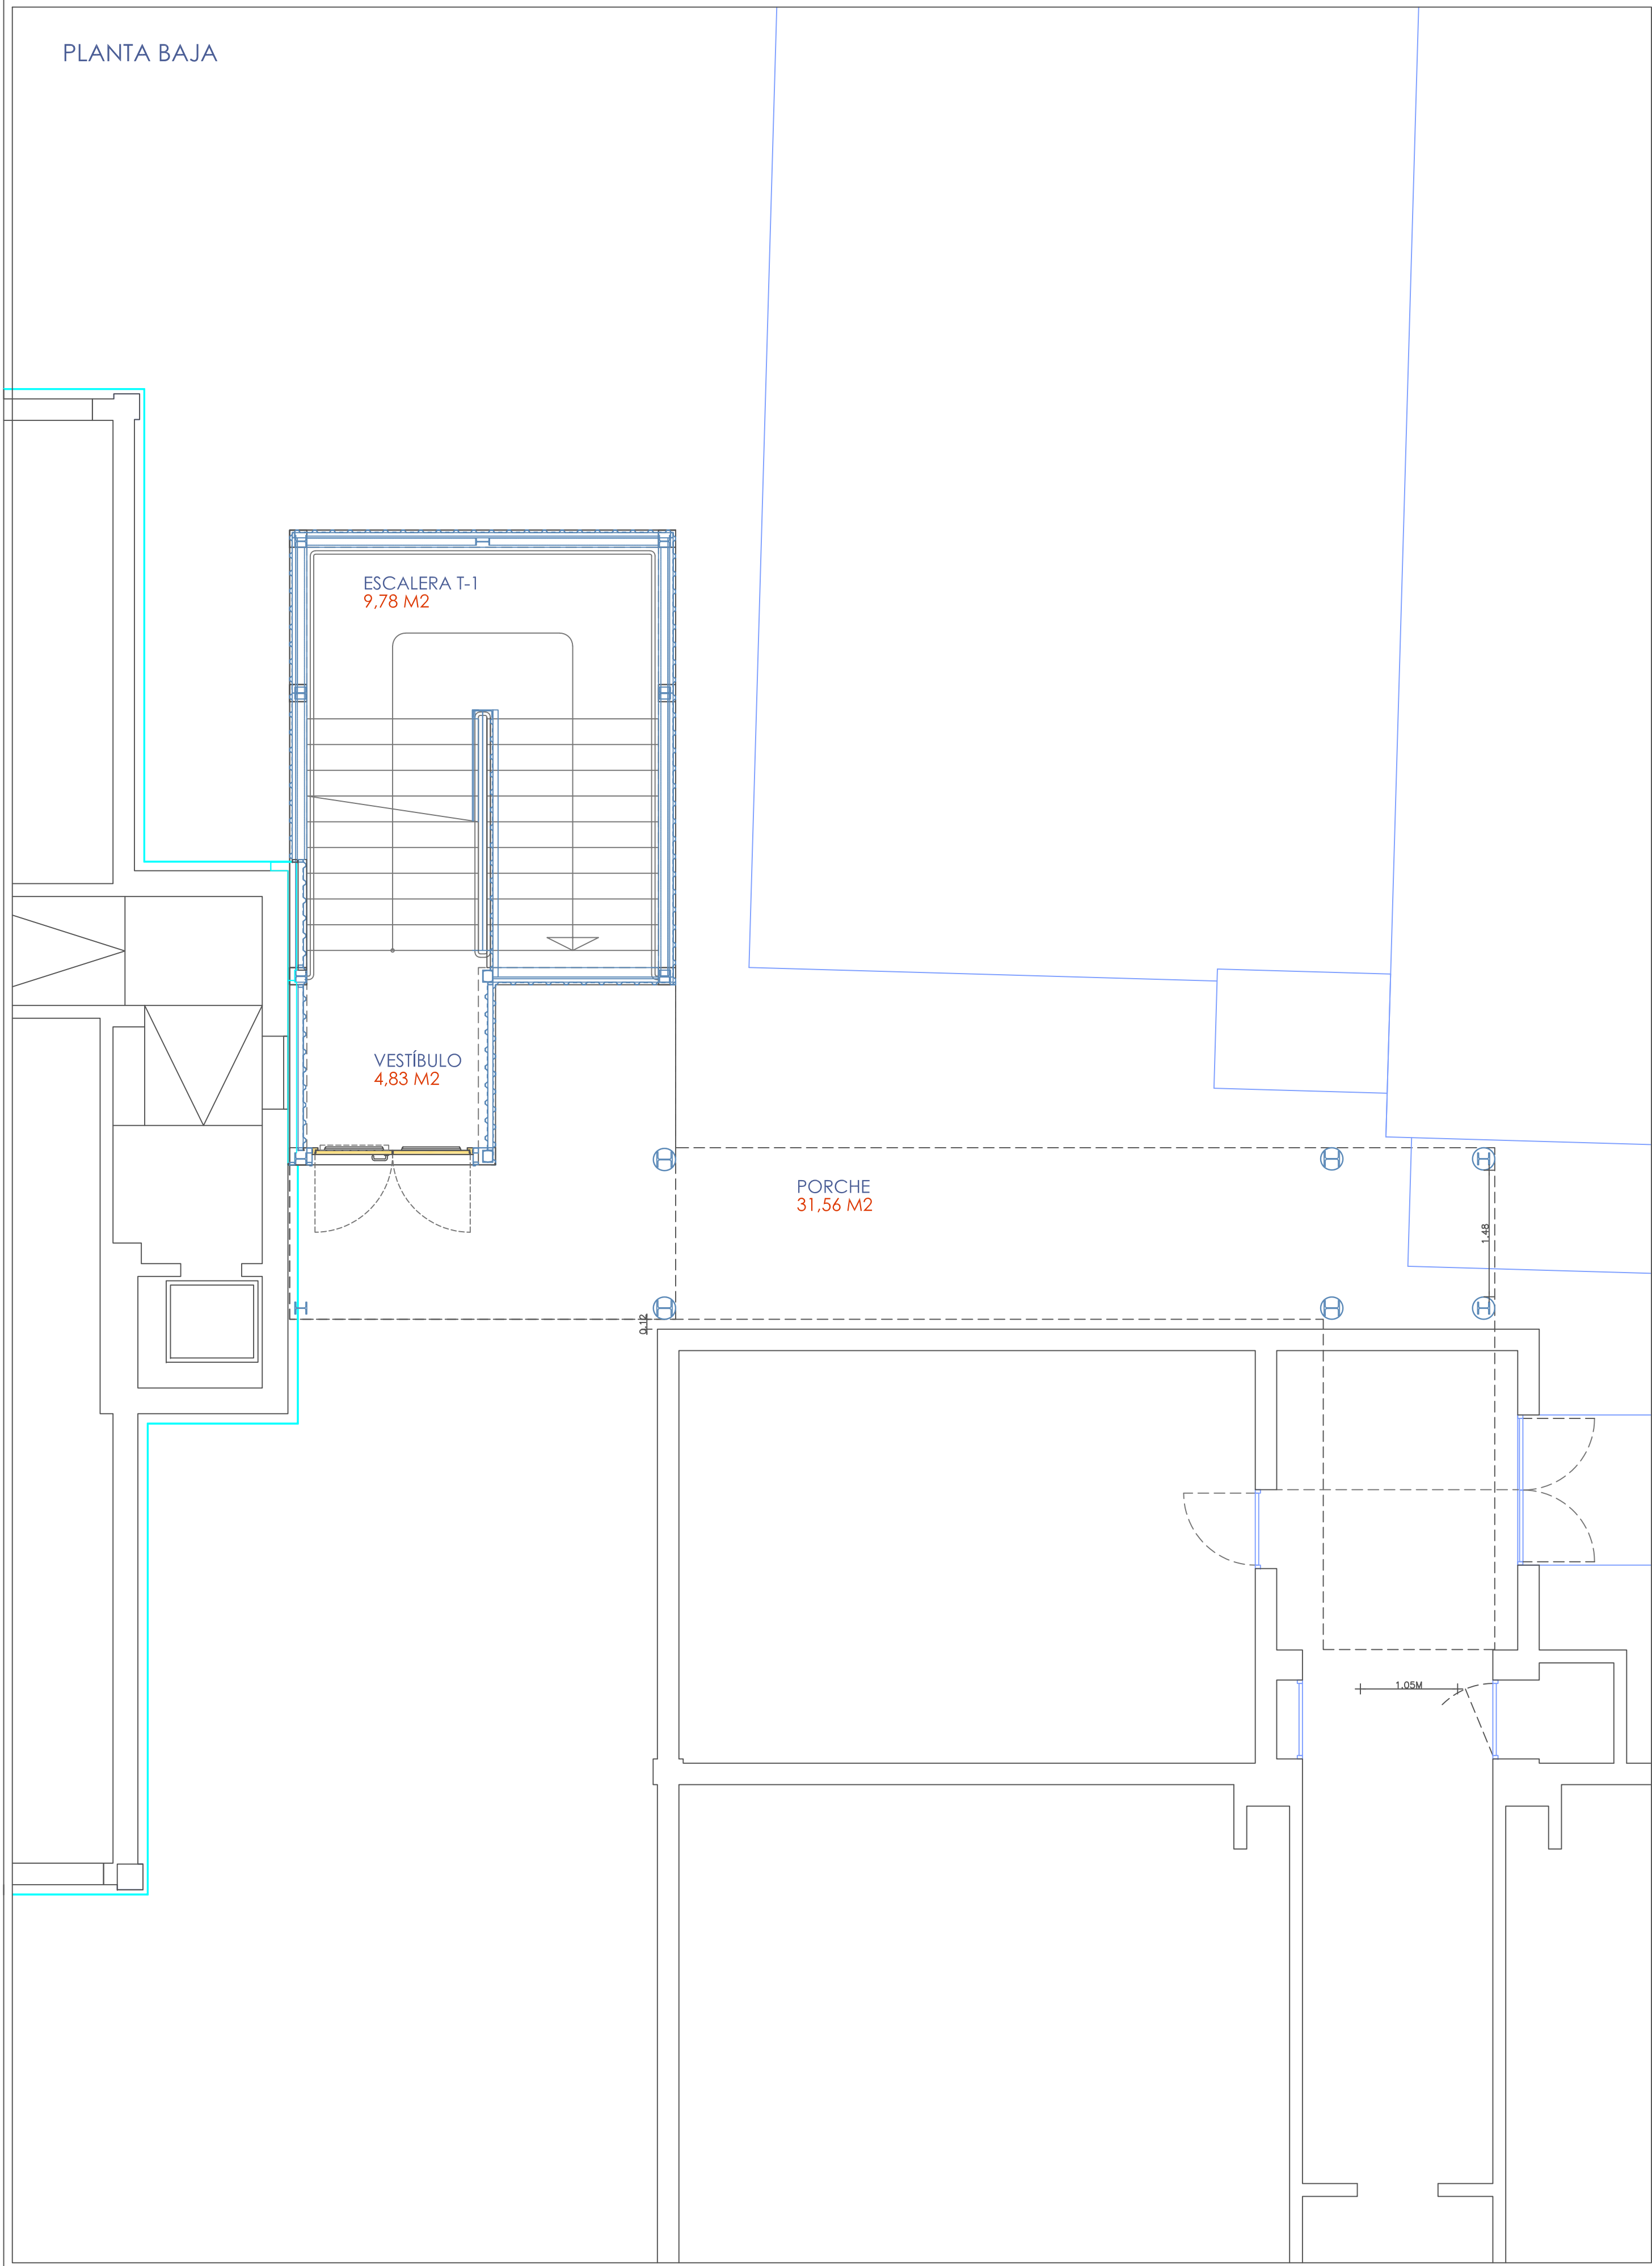 PLANTA BAJA
ESCALERA T-1
9,78 M2
VESTÍBULO
4,83 M2
PORCHE
31,56 M2
1.48
0.12
1.05M